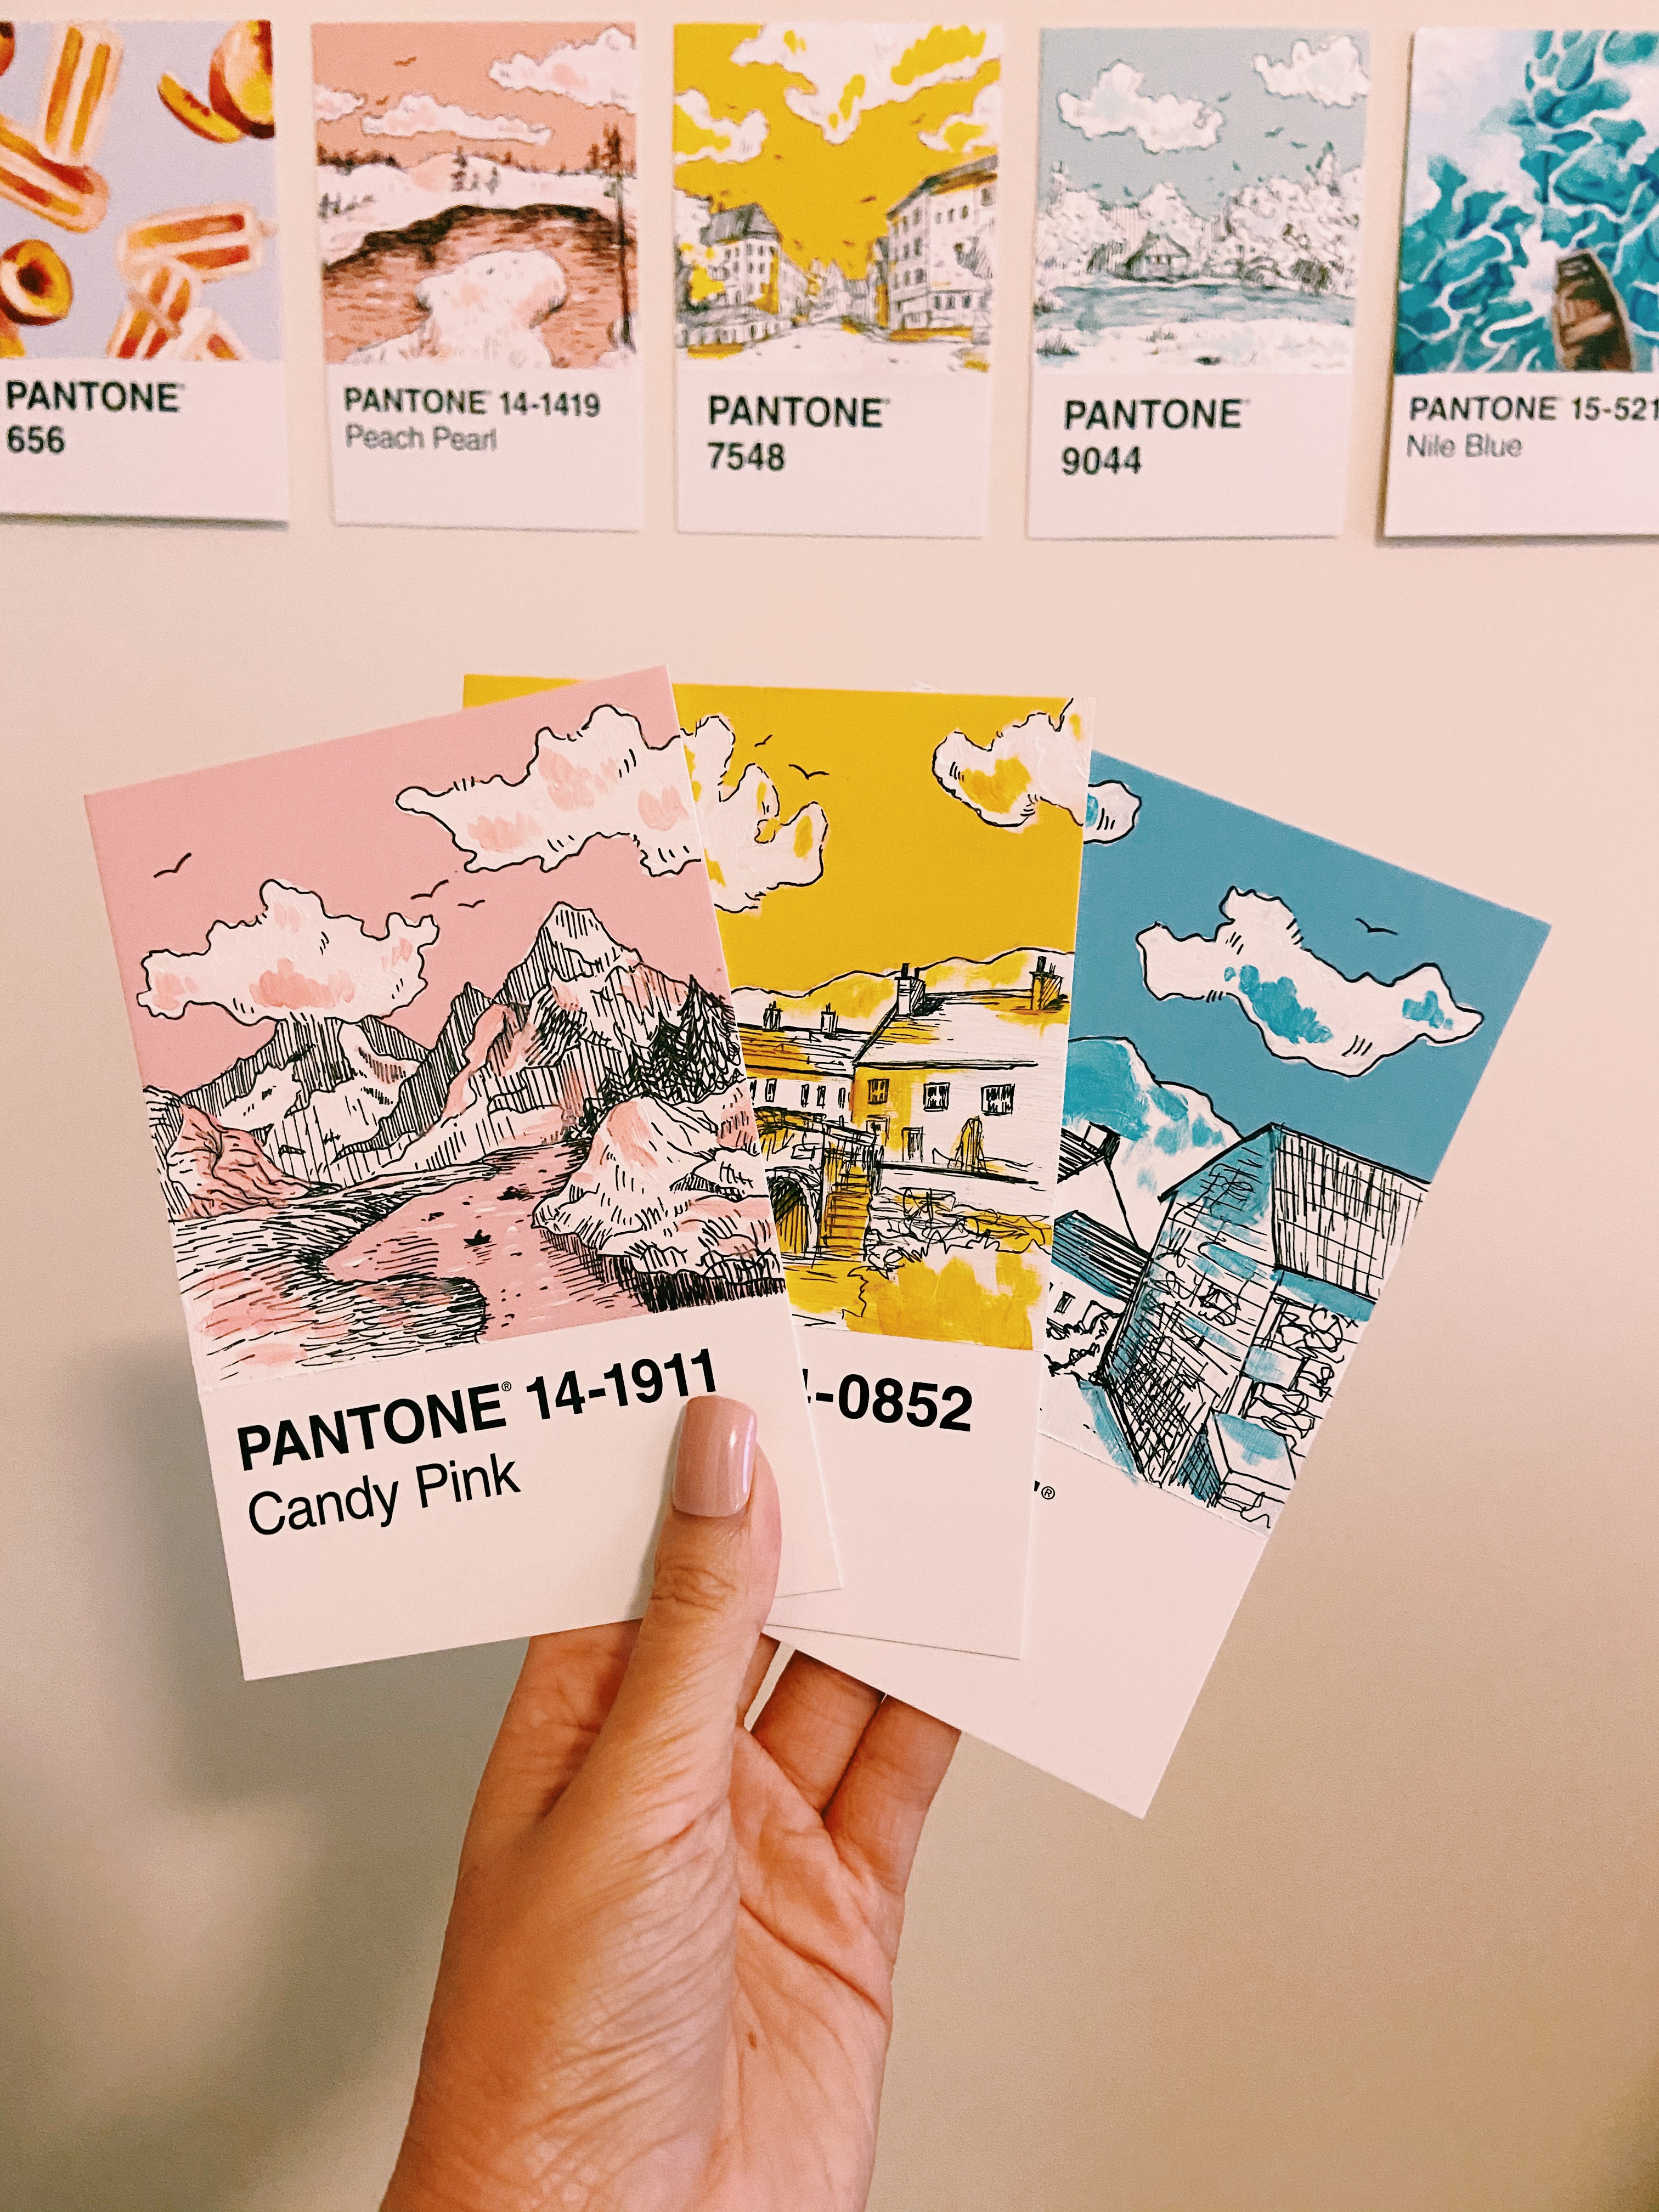 PANTONE®
656
PANTONE® 14-1419
Peach Pearl
PANTONE®
7548
PANTONE®
9044
PANTONE® 15-521
Nile Blue
PANTONE® 14-1911
Candy Pink
-0852
®